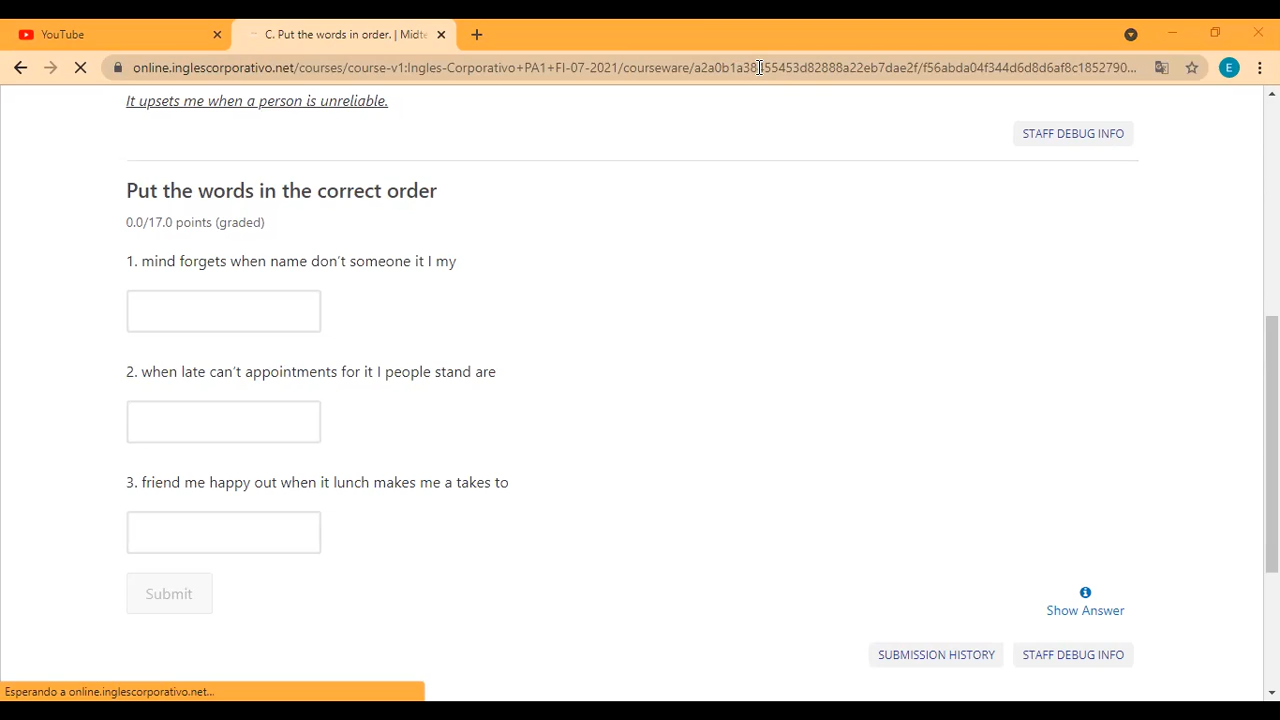 YouTube
C. Put the words in order. | Midte
online.inglescorporativo.net/courses/course-v1:Ingles-Corporativo+PA1+FI-07-2021/courseware/a2a0b1a38 55453d82888a22eb7dae2f/f56abda04f344d6d8d6af8c1852790...
E
It upsets me when a person is unreliable.
STAFF DEBUG INFO
Put the words in the correct order
0.0/17.0 points (graded)
1. mind forgets when name don't someone it I my
2. when late can't appointments for it I people stand are
3. friend me happy out when it lunch makes me a takes to
Submit
Show Answer
SUBMISSION HISTORY
STAFF DEBUG INFO
Esperando a online.inglescorporativo.net...